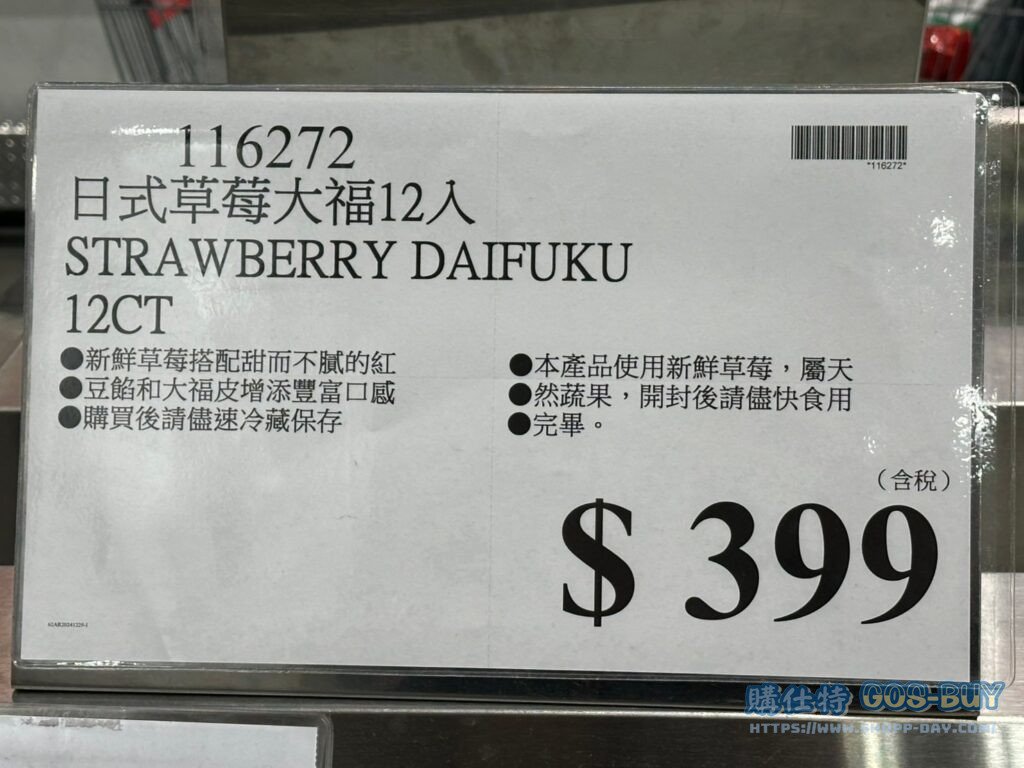 116272
*116272*
日式草莓大福12入
STRAWBERRY DAIFUKU
12CT
●新鮮草莓搭配甜而不膩的紅
●豆餡和大福皮增添豐富口感
●購買後請儘速冷藏保存
●本產品使用新鮮草莓，屬天
●然蔬果，開封後請儘快食用
●完畢。
（含稅）
$ 399
購仕特 GOS-BUY